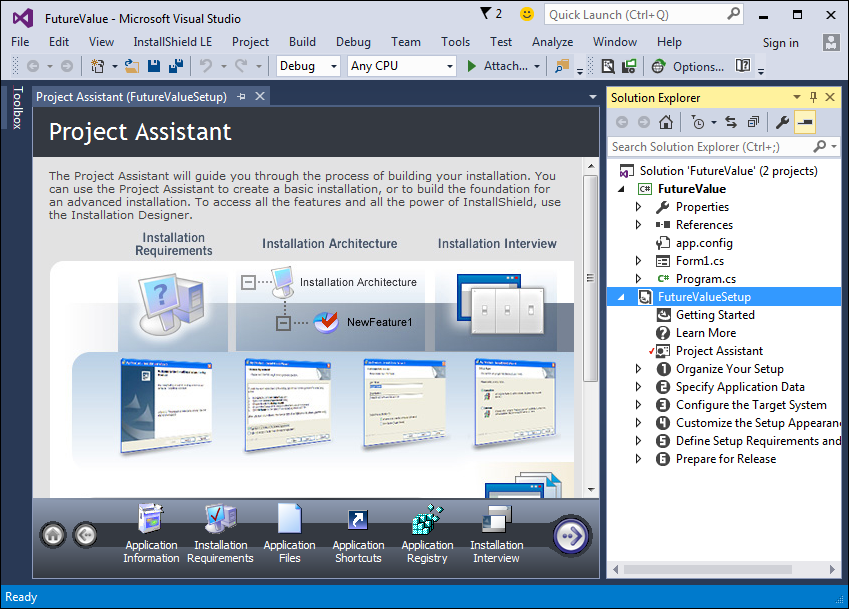 FutureValue - Microsoft Visual Studio
2
Quick Launch (Ctrl+Q)
File Edit View InstallShield LE Project Build Debug Team Tools Test Analyze Window Help Sign in
Debug Any CPU Attach... Options...
Toolbox
Project Assistant (FutureValueSetup)
Project Assistant
The Project Assistant will guide you through the process of building your installation. You
can use the Project Assistant to create a basic installation, or to build the foundation for
an advanced installation. To access all the features and all the power of InstallShield, use
the Installation Designer.
Installation
Requirements
Installation Architecture
Installation Interview
Installation Architecture
NewFeature1
Application
Information
Installation
Requirements
Application
Files
Application
Shortcuts
Application
Registry
Installation
Interview
Solution Explorer
Search Solution Explorer (Ctrl+;)
Solution 'FutureValue' (2 projects)
C# FutureValue
Properties
References
app.config
Form1.cs
C# Program.cs
FutureValueSetup
Getting Started
Learn More
Project Assistant
1 Organize Your Setup
2 Specify Application Data
3 Configure the Target System
4 Customize the Setup Appearan
5 Define Setup Requirements and
6 Prepare for Release
Ready